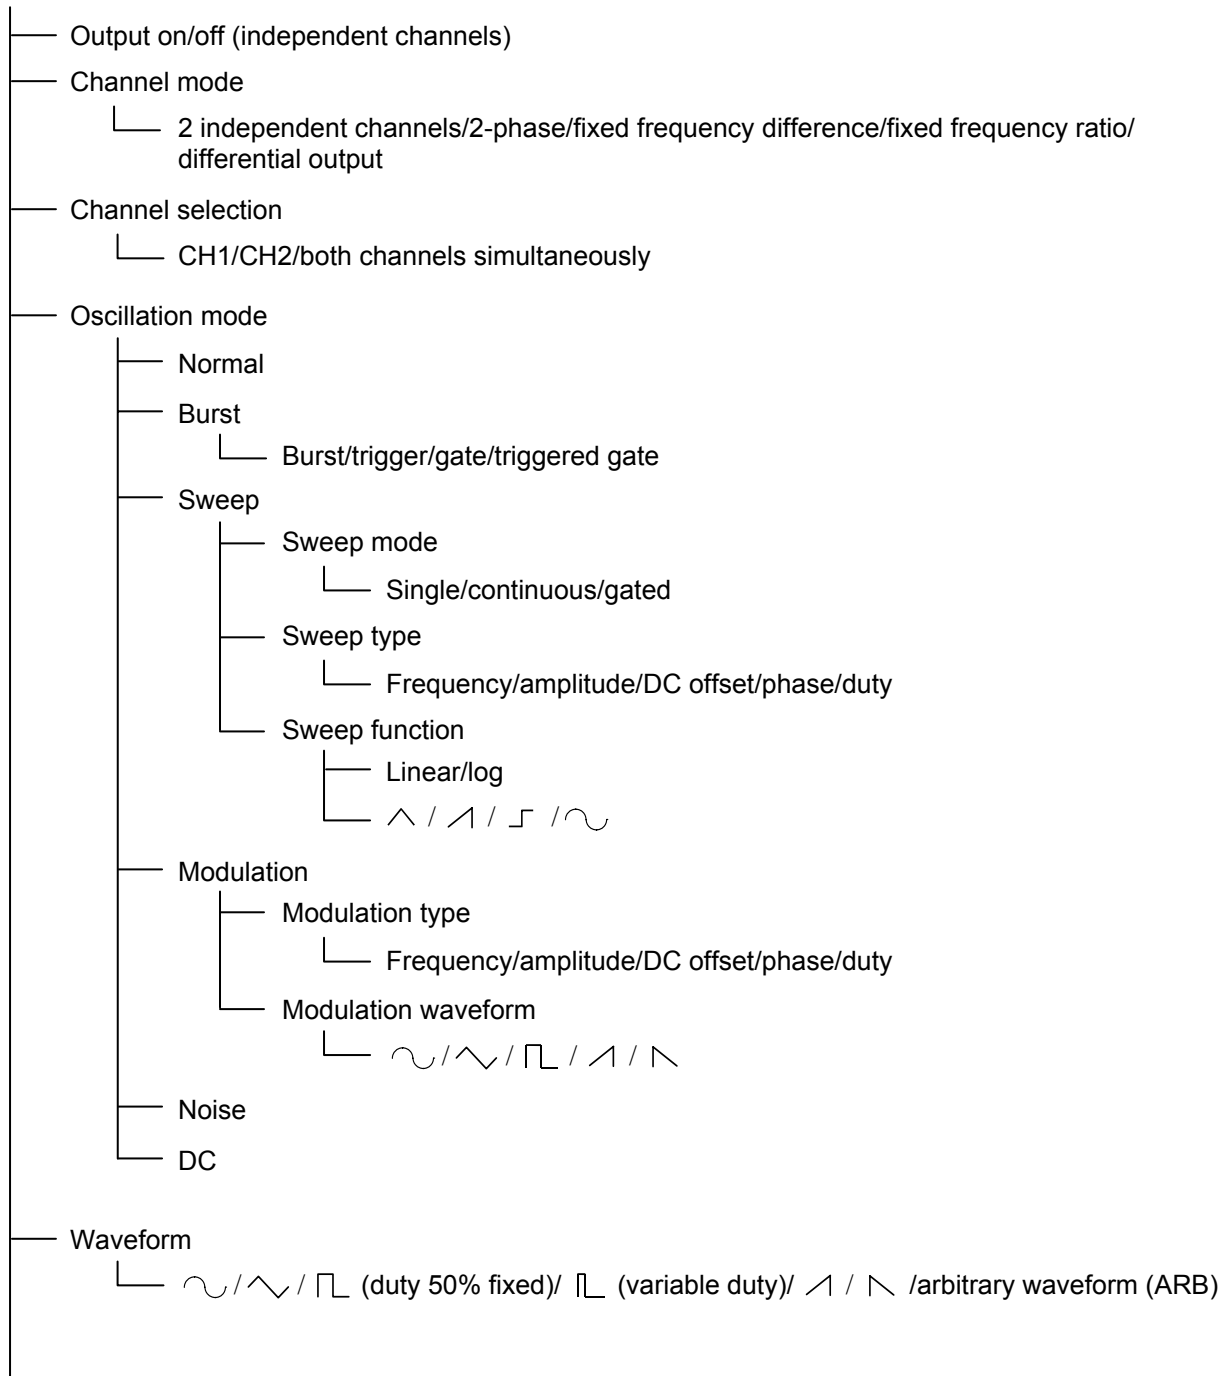 Output on/off (independent channels)
Channel mode
2 independent channels/2-phase/fixed frequency difference/fixed frequency ratio/
differential output
Channel selection
CH1/CH2/both channels simultaneously
Oscillation mode
Normal
Burst
Burst/trigger/gate/triggered gate
Sweep
Sweep mode
Single/continuous/gated
Sweep type
Frequency/amplitude/DC offset/phase/duty
Sweep function
Linear/log
/ / /
Modulation
Modulation type
Frequency/amplitude/DC offset/phase/duty
Modulation waveform
/ / / /
Noise
DC
Waveform
/ / (duty 50% fixed)/ (variable duty)/ / /arbitrary waveform (ARB)